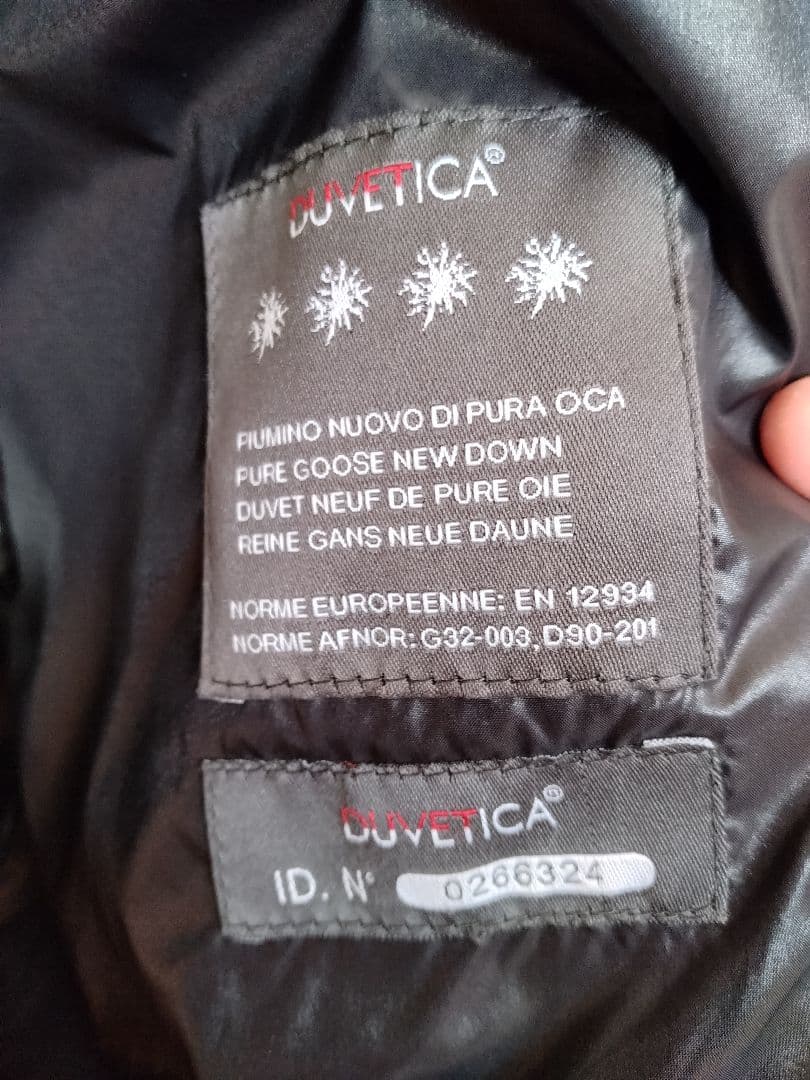 DUVETICA®
PIUMINO NUOVO DI PURA OCA
PURE GOOSE NEW DOWN
DUVET NEUF DE PURE OIE
REINE GANS NEUE DAUNE
NORME EUROPEENNE: EN 12934
NORME AFNOR: G32-003, D90-201
DUVETICA®
ID. N° 0266324